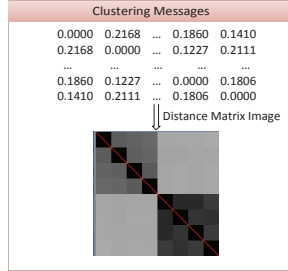 Clustering Messages
0.0000 0.2168 ... 0.1860 0.1410
0.2168 0.0000 ... 0.1227 0.2111
... ... ... ... ...
0.1860 0.1227 ... 0.0000 0.1806
0.1410 0.2111 ... 0.1806 0.0000
Distance Matrix Image